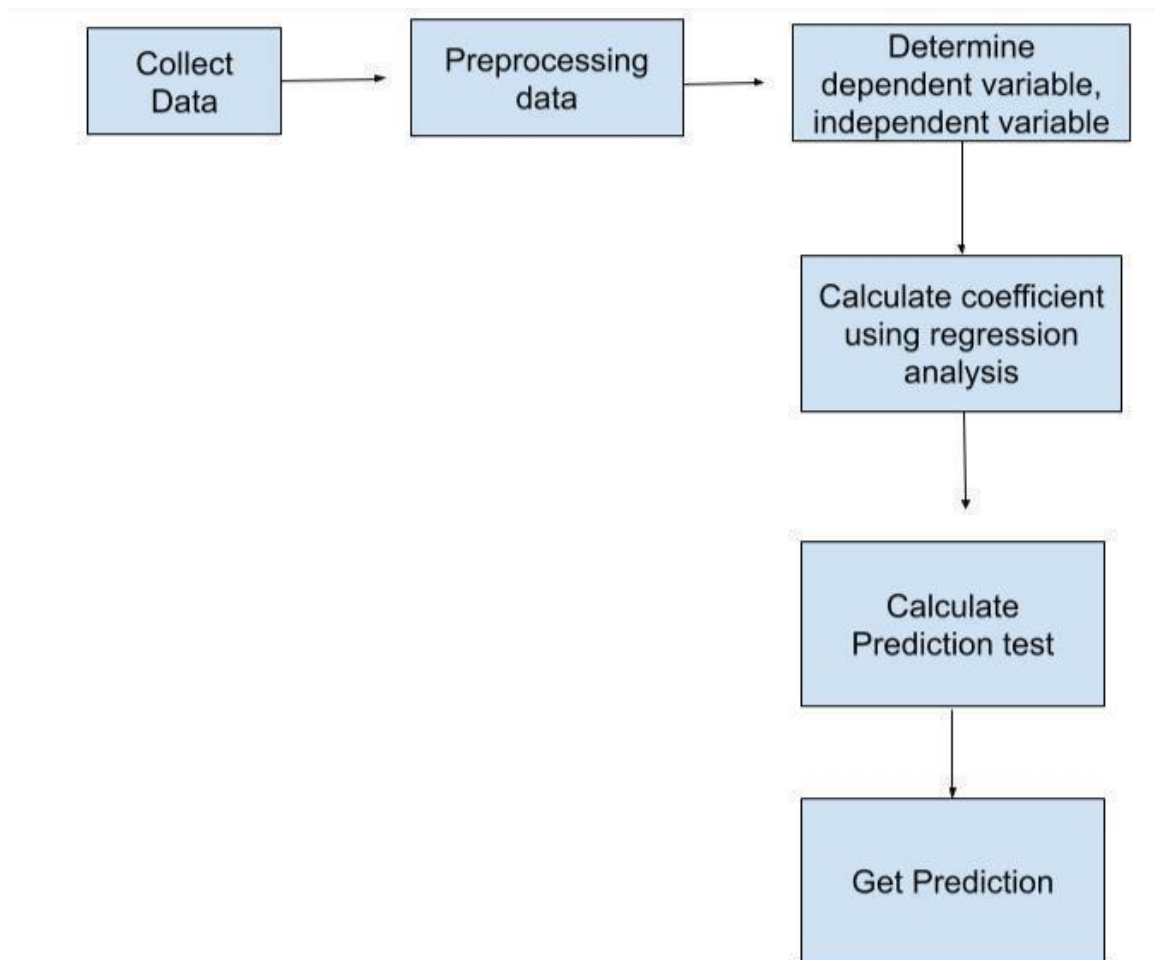 Collect
Data
Preprocessing
data
Determine
dependent variable,
independent variable
Calculate coefficient
using regression
analysis
Calculate
Prediction test
Get Prediction